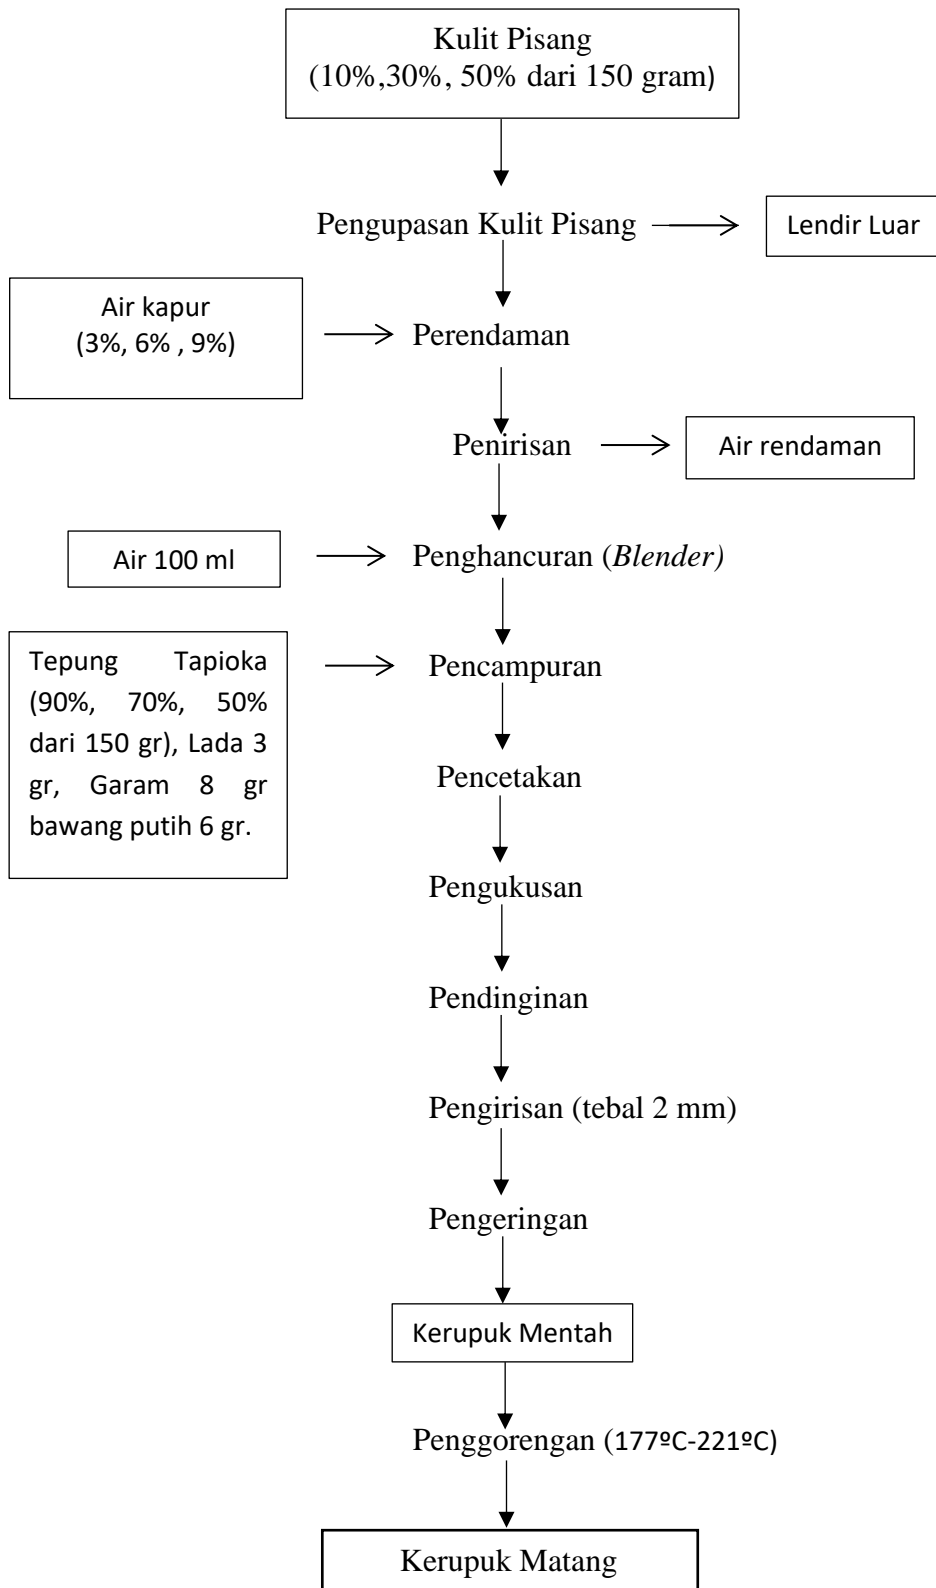 Kulit Pisang
(10%,30%, 50% dari 150 gram)
Pengupasan Kulit Pisang
Lendir Luar
Air kapur
(3%, 6% , 9%)
Perendaman
Penirisan
Air rendaman
Air 100 ml
Penghancuran (Blender)
Tepung Tapioka
(90%, 70%, 50%
dari 150 gr), Lada 3
gr, Garam 8 gr
bawang putih 6 gr.
Pencampuran
Pencetakan
Pengukusan
Pendinginan
Pengirisan (tebal 2 mm)
Pengeringan
Kerupuk Mentah
Penggorengan (177ºC-221ºC)
Kerupuk Matang